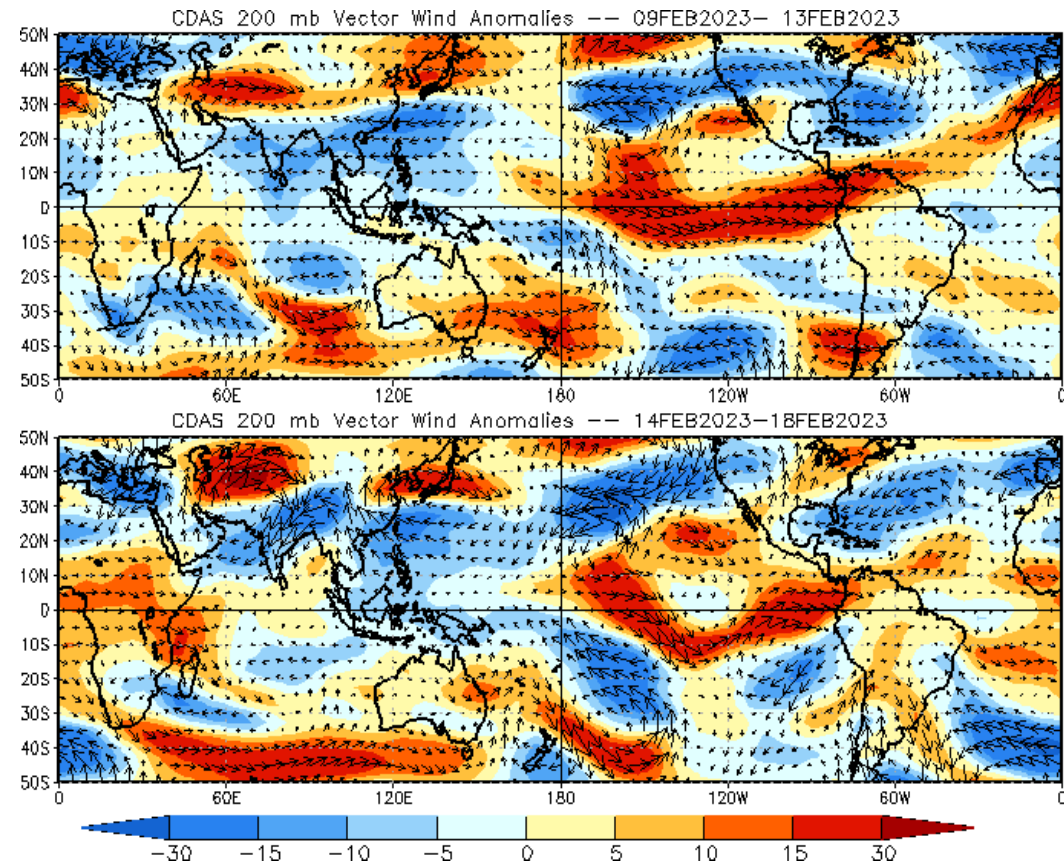 CDAS 200 mb Vector Wind Anomalies -- 09FEB2023- 13FEB2023
50N
40N
30N
20N
10N
0
10S
20S
30S
40S
50S
0 60E 120E 180 120W 60W 0
CDAS 200 mb Vector Wind Anomalies -- 14FEB2023-18FEB2023
50N
40N
30N
20N
10N
0
10S
20S
30S
40S
50S
0 60E 120E 180 120W 60W 0
-30 -15 -10 -5 0 5 10 15 30